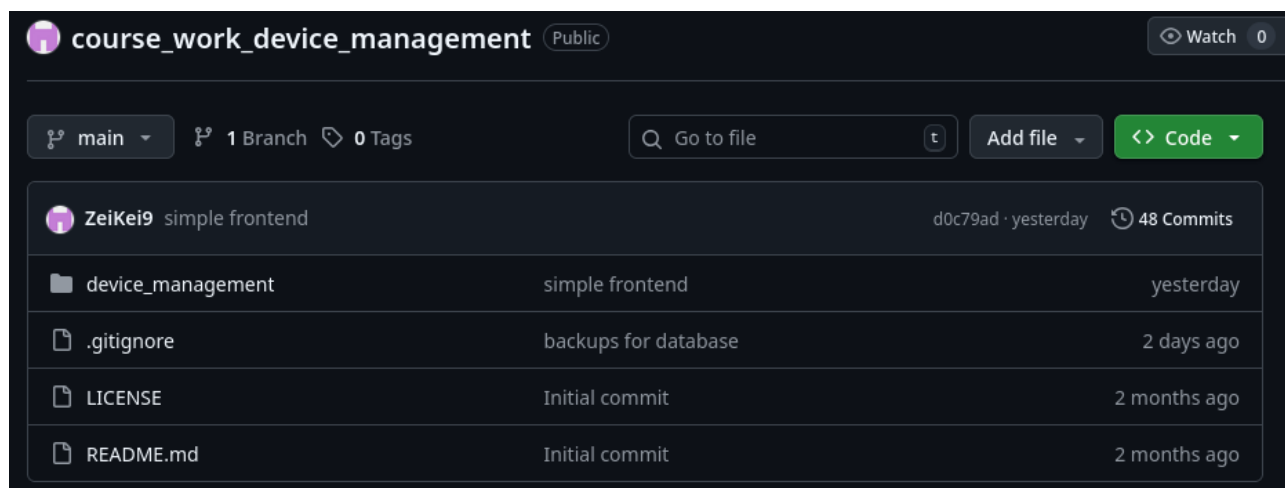 course_work_device_management Public Watch 0
main 1 Branch 0 Tags Go to file t Add file Code
ZeiKei9 simple frontend d0c79ad · yesterday 48 Commits
device_management simple frontend yesterday
.gitignore backups for database 2 days ago
LICENSE Initial commit 2 months ago
README.md Initial commit 2 months ago